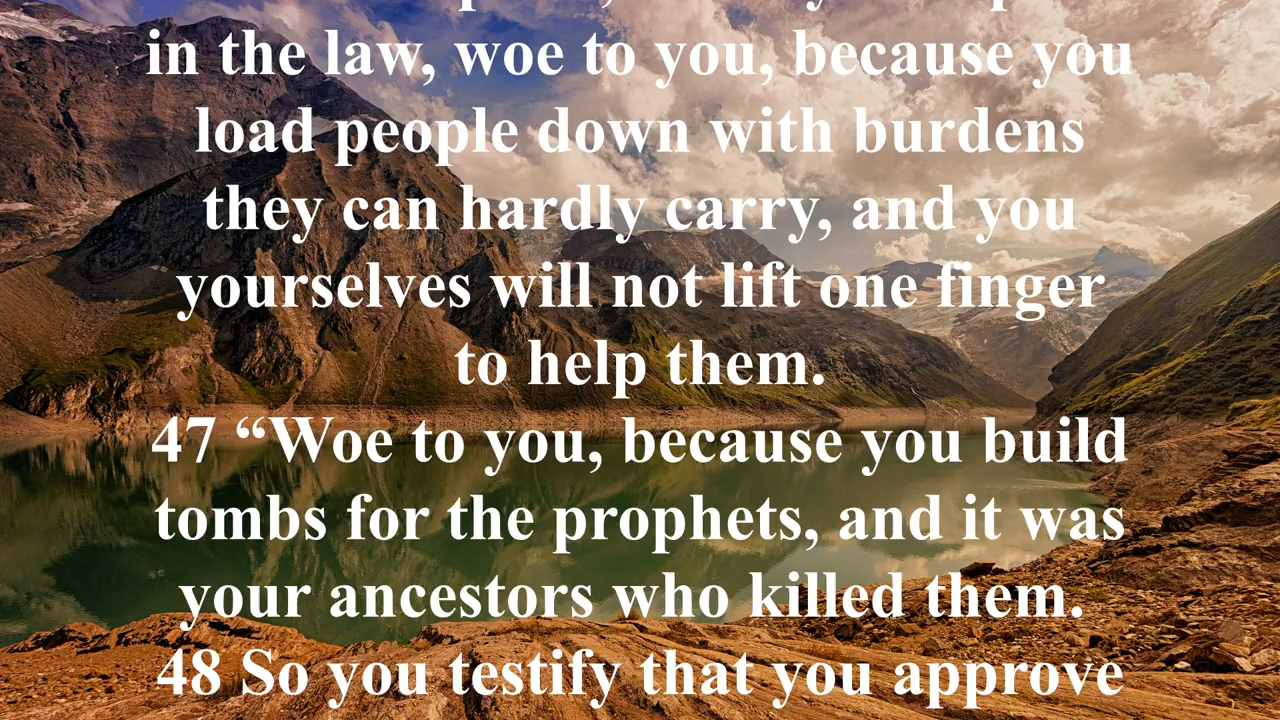 in the law, woe to you, because you
load people down with burdens
they can hardly carry, and you
yourselves will not lift one finger
to help them.
47 “Woe to you, because you build
tombs for the prophets, and it was
your ancestors who killed them.
48 So you testify that you approve